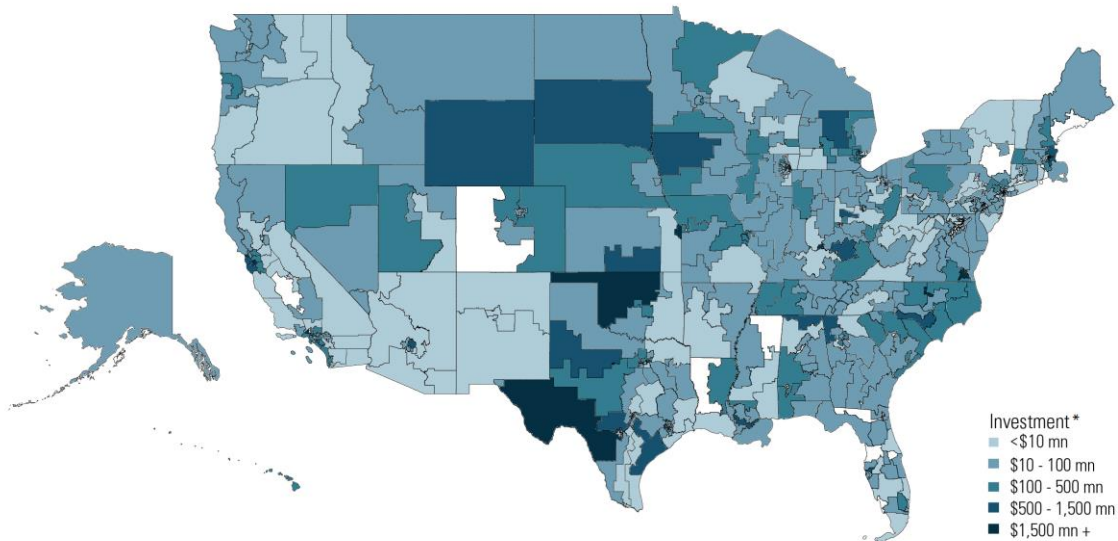 Investment *
<$10 mn
$10 - 100 mn
$100 - 500 mn
$500 - 1,500 mn
$1,500 mn +